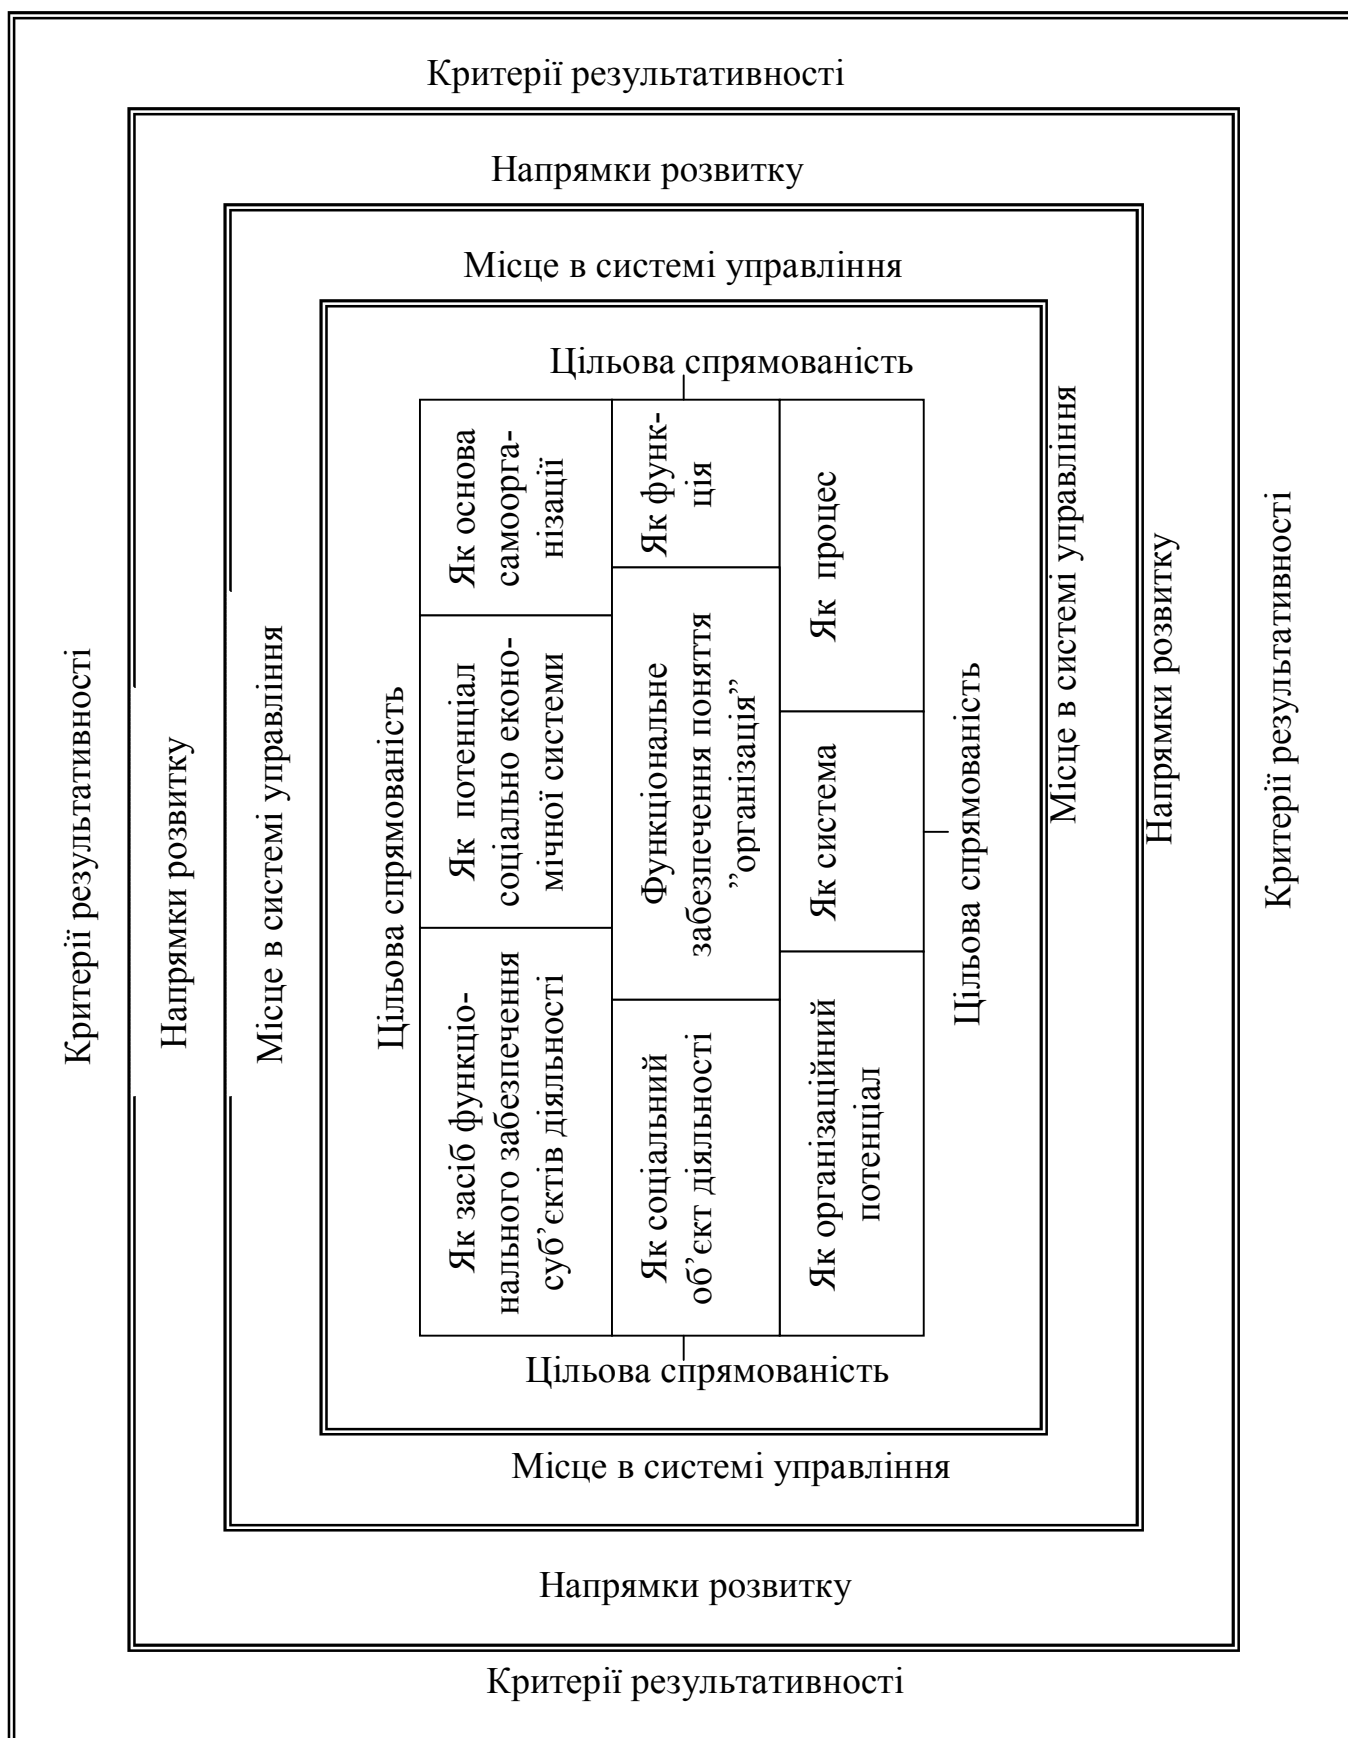 Критерії результативності
Напрямки розвитку
Місце в системі управління
Цільова спрямованість
Критерії результативності
Напрямки розвитку
Місце в системі управління
Цільова спрямованість
Як основа
самоорга-
нізації
Як функ-
ція
Як процес
Як потенціал
соціально еконо-
мічної системи
Функціональне
забезпечення поняття
”організація”
Як система
Як засіб функціо-
нального забезпечення
суб’єктів діяльності
Як соціальний
об’єкт діяльності
Як організаційний
потенціал
Цільова спрямованість
Місце в системі управління
Напрямки розвитку
Критерії результативності
Цільова спрямованість
Місце в системі управління
Напрямки розвитку
Критерії результативності